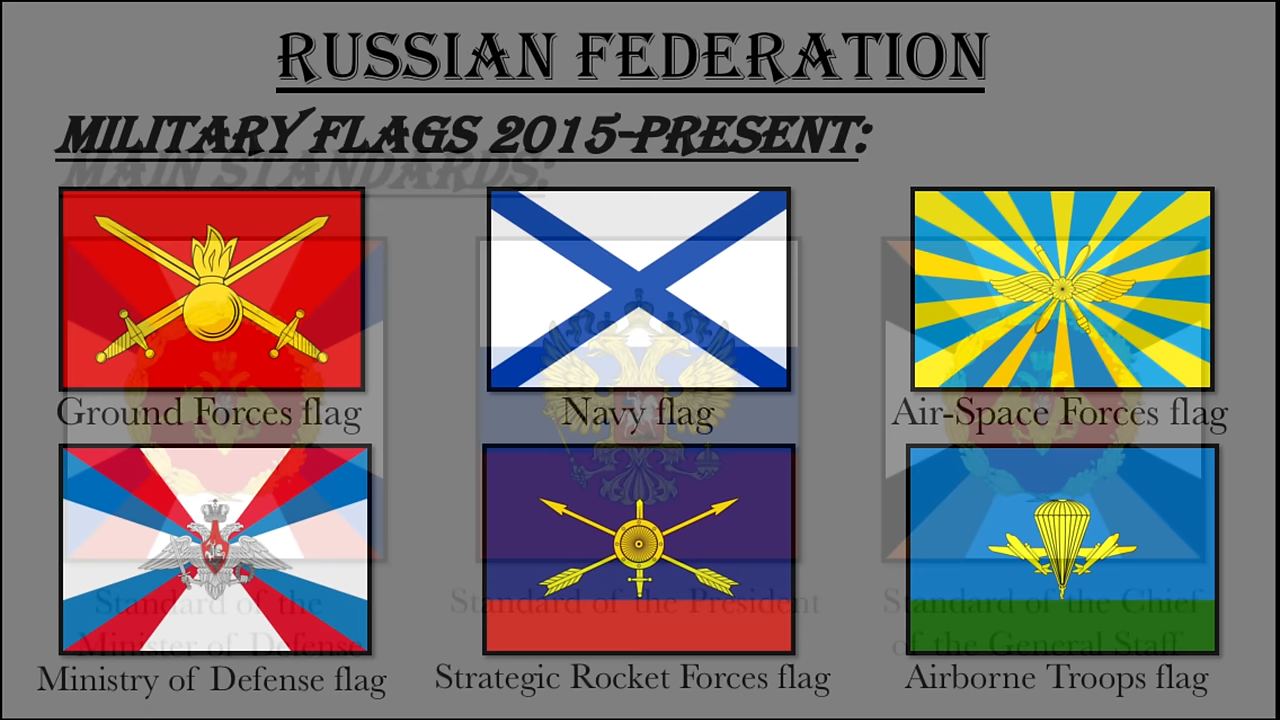 RUSSIAN FEDERATION
MILITARY FLAGS 2015-PRESENT:
MAIN STANDARDS:
Ground Forces flag
Navy flag
Air-Space Forces flag
Standard of the
Minister of Defense
Standard of the President
Standard of the Chief
of the General Staff
Ministry of Defense flag
Strategic Rocket Forces flag
Airborne Troops flag